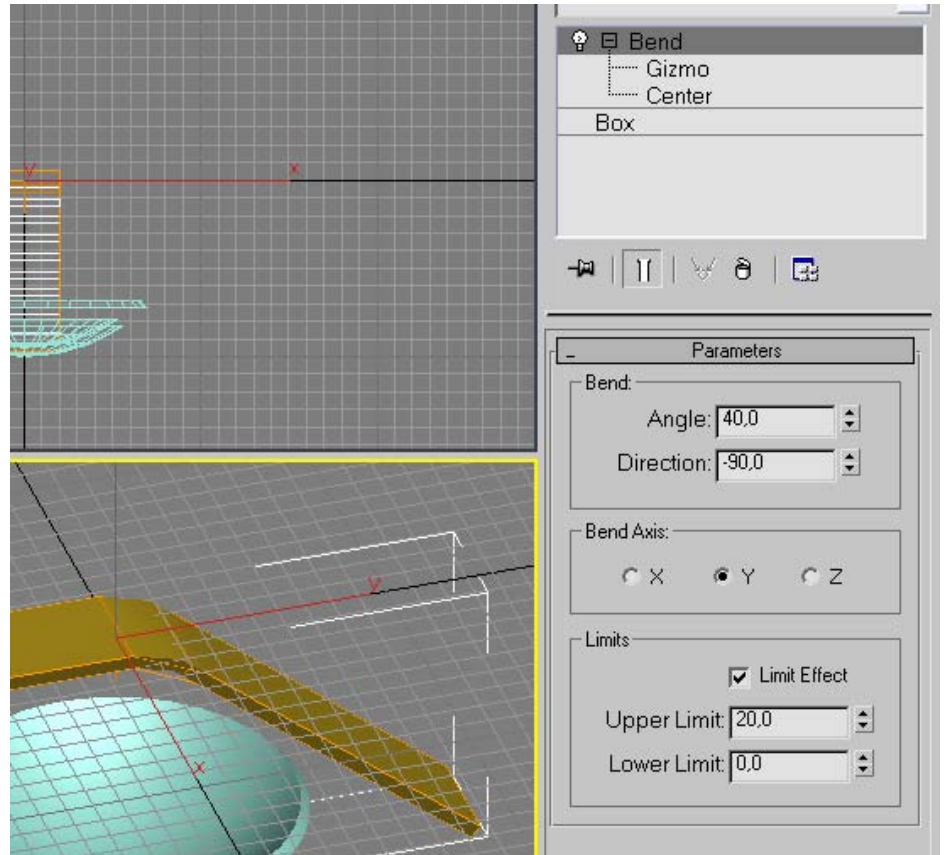 Bend
Gizmo
Center
Box
y
x
Parameters
Bend:
Angle: 40,0
Direction: -90,0
Bend Axis:
X Y Z
y
x
Limits
Limit Effect
Upper Limit: 20,0
Lower Limit: 0,0